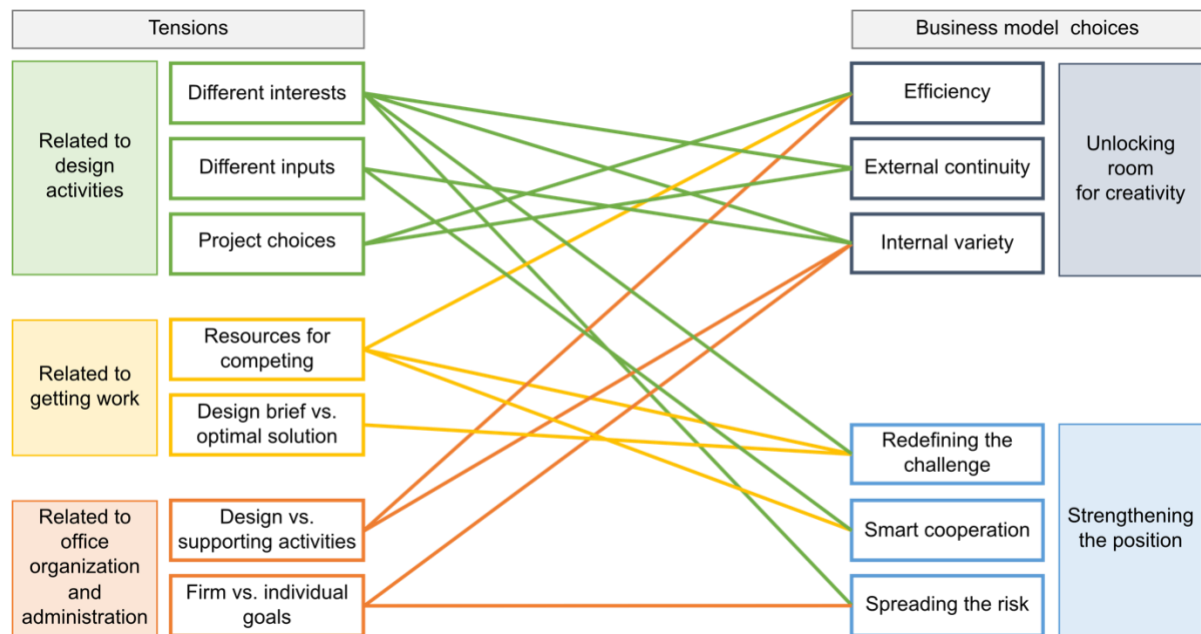 Tensions
Business model choices
Related to
design
activities
Different interests
Different inputs
Project choices
Efficiency
External continuity
Internal variety
Unlocking
room
for creativity
Related to
getting work
Resources for
competing
Design brief vs.
optimal solution
Redefining the
challenge
Smart cooperation
Spreading the risk
Strengthening
the position
Related to
office
organization
and
administration
Design vs.
supporting activities
Firm vs. individual
goals